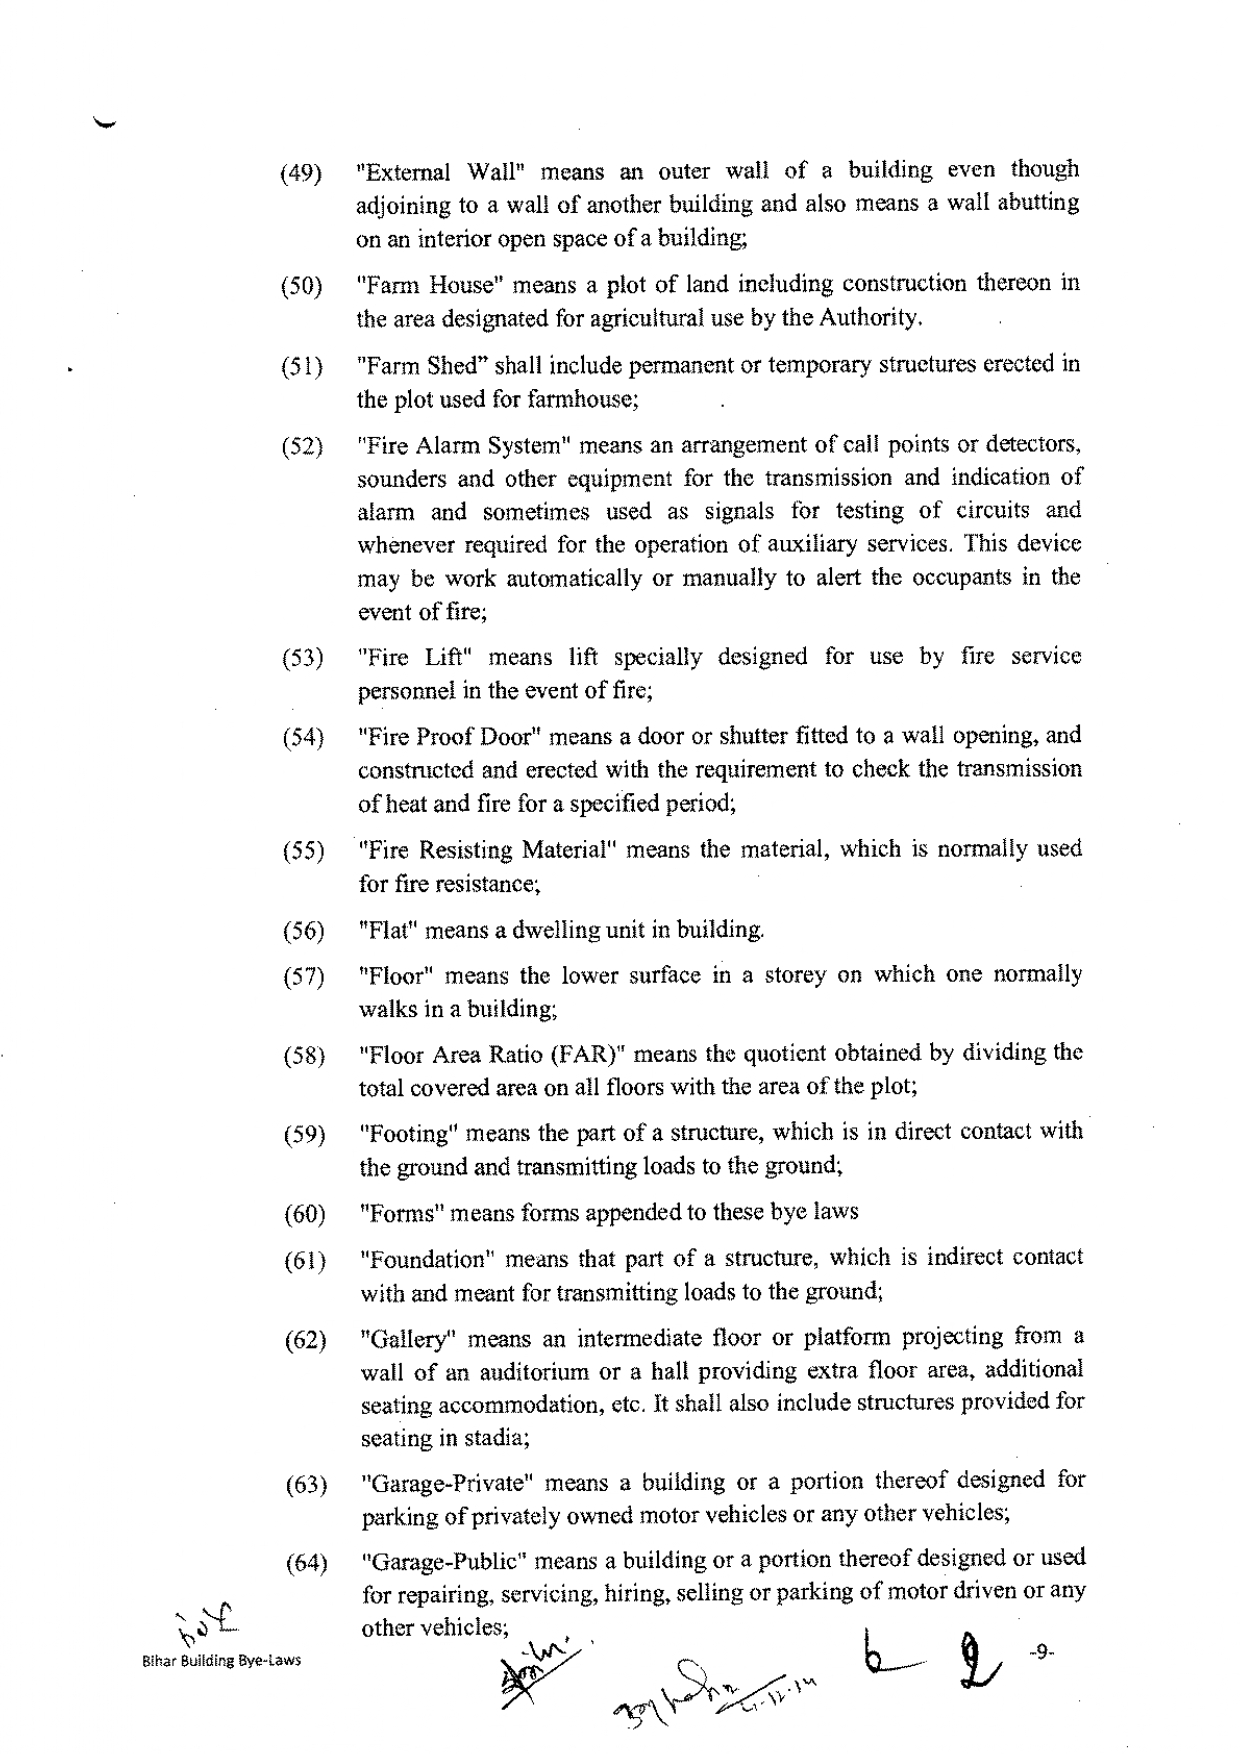 (49) "External Wall" means an outer wall of a building even though
adjoining to a wall of another building and also means a wall abutting
on an interior open space of a building;
(50) "Farm House" means a plot of land including construction thereon in
the area designated for agricultural use by the Authority.
(51) "Farm Shed" shall include permanent or temporary structures erected in
the plot used for farmhouse;
(52) "Fire Alarm System" means an arrangement of call points or detectors,
sounders and other equipment for the transmission and indication of
alarm and sometimes used as signals for testing of circuits and
whenever required for the operation of auxiliary services. This device
may be work automatically or manually to alert the occupants in the
event of fire;
(53) "Fire Lift" means lift specially designed for use by fire service
personnel in the event of fire;
(54) "Fire Proof Door" means a door or shutter fitted to a wall opening, and
constructed and erected with the requirement to check the transmission
of heat and fire for a specified period;
(55) "Fire Resisting Material" means the material, which is normally used
for fire resistance;
(56) "Flat" means a dwelling unit in building.
(57) "Floor" means the lower surface in a storey on which one normally
walks in a building;
(58) "Floor Area Ratio (FAR)" means the quotient obtained by dividing the
total covered area on all floors with the area of the plot;
(59) "Footing" means the part of a structure, which is in direct contact with
the ground and transmitting loads to the ground;
(60) "Forms" means forms appended to these bye laws
(61) "Foundation" means that part of a structure, which is indirect contact
with and meant for transmitting loads to the ground;
(62) "Gallery" means an intermediate floor or platform projecting from a
wall of an auditorium or a hall providing extra floor area, additional
seating accommodation, etc. It shall also include structures provided for
seating in stadia;
(63) "Garage-Private" means a building or a portion thereof designed for
parking of privately owned motor vehicles or any other vehicles;
(64) "Garage-Public" means a building or a portion thereof designed or used
for repairing, servicing, hiring, selling or parking of motor driven or any
other vehicles;
Bihar Building Bye-Laws
-9-